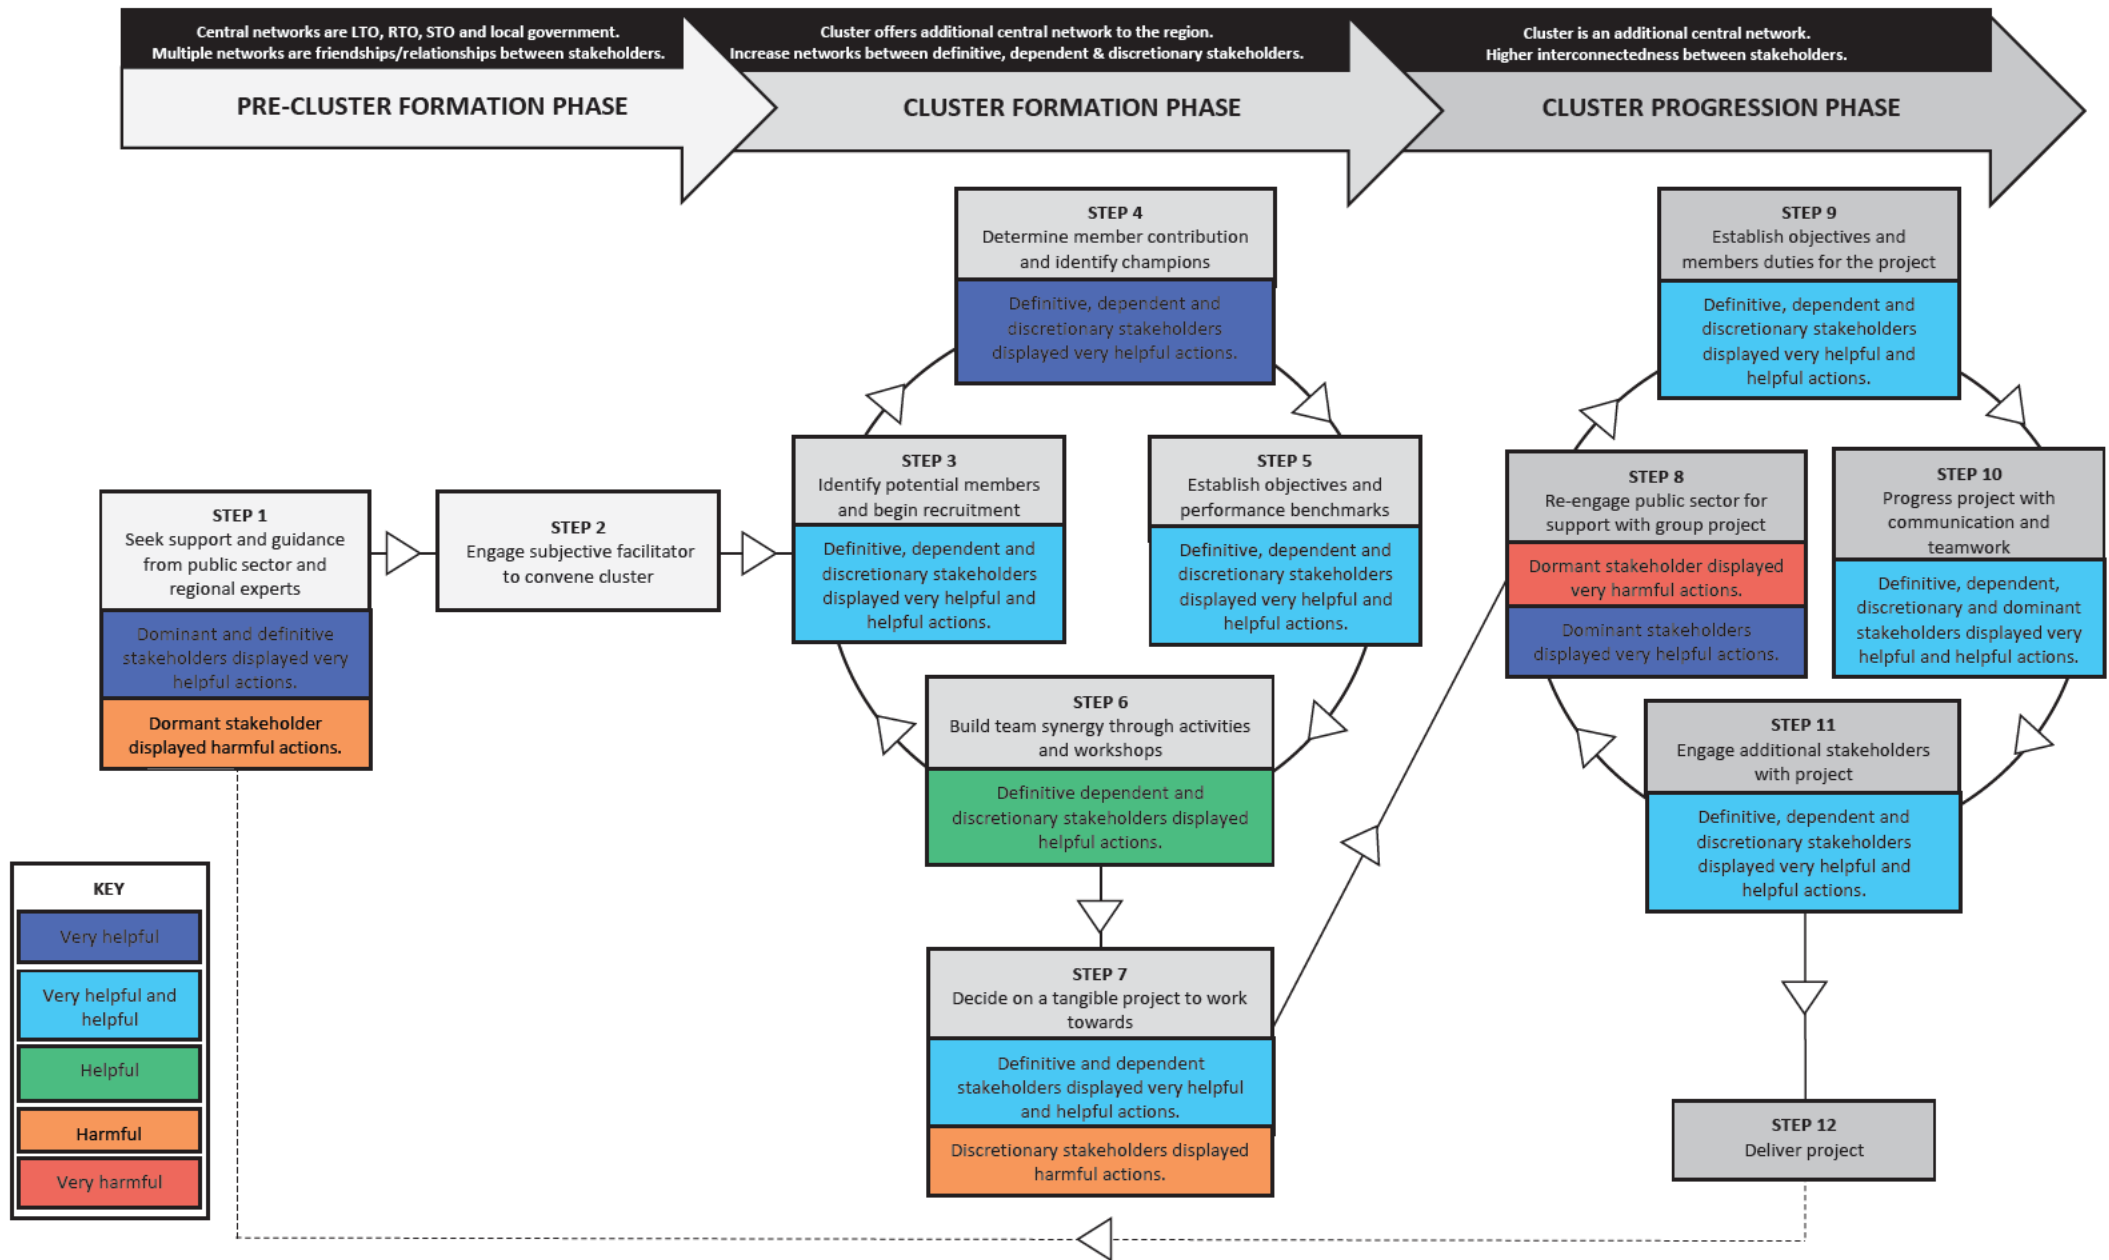 Central networks are LTO, RTO, STO and local government.
Multiple networks are friendships/relationships between stakeholders.
PRE-CLUSTER FORMATION PHASE
Cluster offers additional central network to the region.
Increase networks between definitive, dependent & discretionary stakeholders.
CLUSTER FORMATION PHASE
Cluster is an additional central network.
Higher interconnectedness between stakeholders.
CLUSTER PROGRESSION PHASE
STEP 1
Seek support and guidance
from public sector and
regional experts
Dominant and definitive
stakeholders displayed very
helpful actions.
Dormant stakeholder
displayed harmful actions.
STEP 2
Engage subjective facilitator
to convene cluster
STEP 3
Identify potential members
and begin recruitment
Definitive, dependent and
discretionary stakeholders
displayed very helpful and
helpful actions.
STEP 4
Determine member contribution
and identify champions
Definitive, dependent and
discretionary stakeholders
displayed very helpful actions.
STEP 5
Establish objectives and
performance benchmarks
Definitive, dependent and
discretionary stakeholders
displayed very helpful and
helpful actions.
STEP 6
Build team synergy through activities
and workshops
Definitive dependent and
discretionary stakeholders displayed
helpful actions.
STEP 7
Decide on a tangible project to work
towards
Definitive and dependent
stakeholders displayed very helpful
and helpful actions.
Discretionary stakeholders displayed
harmful actions.
STEP 8
Re-engage public sector for
support with group project
Dormant stakeholder displayed
very harmful actions.
Dominant stakeholders
displayed very helpful actions.
STEP 9
Establish objectives and
members duties for the project
Definitive, dependent and
discretionary stakeholders
displayed very helpful and
helpful actions.
STEP 10
Progress project with
communication and
teamwork
Definitive, dependent,
discretionary and dominant
stakeholders displayed very
helpful and helpful actions.
STEP 11
Engage additional stakeholders
with project
Definitive, dependent and
discretionary stakeholders
displayed very helpful and
helpful actions.
STEP 12
Deliver project
KEY
Very helpful
Very helpful and
helpful
Helpful
Harmful
Very harmful